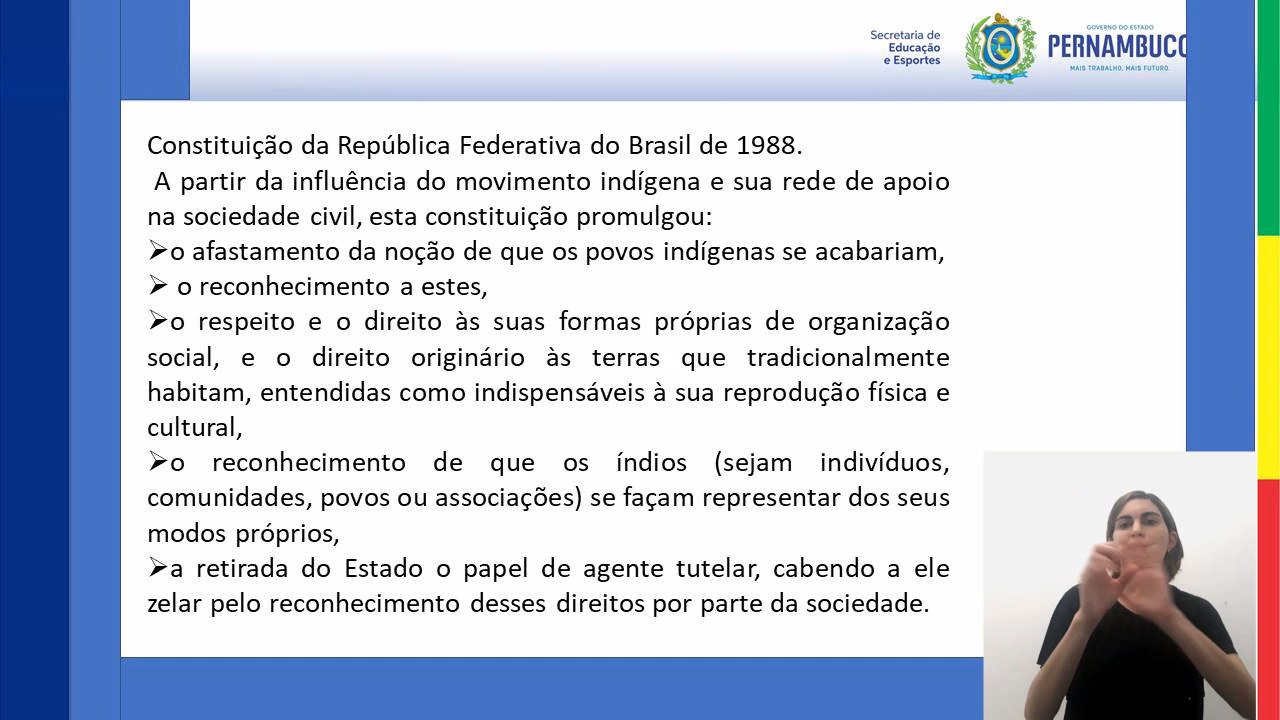 Secretaria de
Educação
e Esportes
GOVERNO DO ESTADO
PERNAMBUCO
MAIS TRABALHO, MAIS FUTURO.
Constituição da República Federativa do Brasil de 1988.
A partir da influência do movimento indígena e sua rede de apoio
na sociedade civil, esta constituição promulgou:
➢o afastamento da noção de que os povos indígenas se acabariam,
➢ o reconhecimento a estes,
➢o respeito e o direito às suas formas próprias de organização
social, e o direito originário às terras que tradicionalmente
habitam, entendidas como indispensáveis à sua reprodução física e
cultural,
➢o reconhecimento de que os índios (sejam indivíduos,
comunidades, povos ou associações) se façam representar dos seus
modos próprios,
➢a retirada do Estado o papel de agente tutelar, cabendo a ele
zelar pelo reconhecimento desses direitos por parte da sociedade.